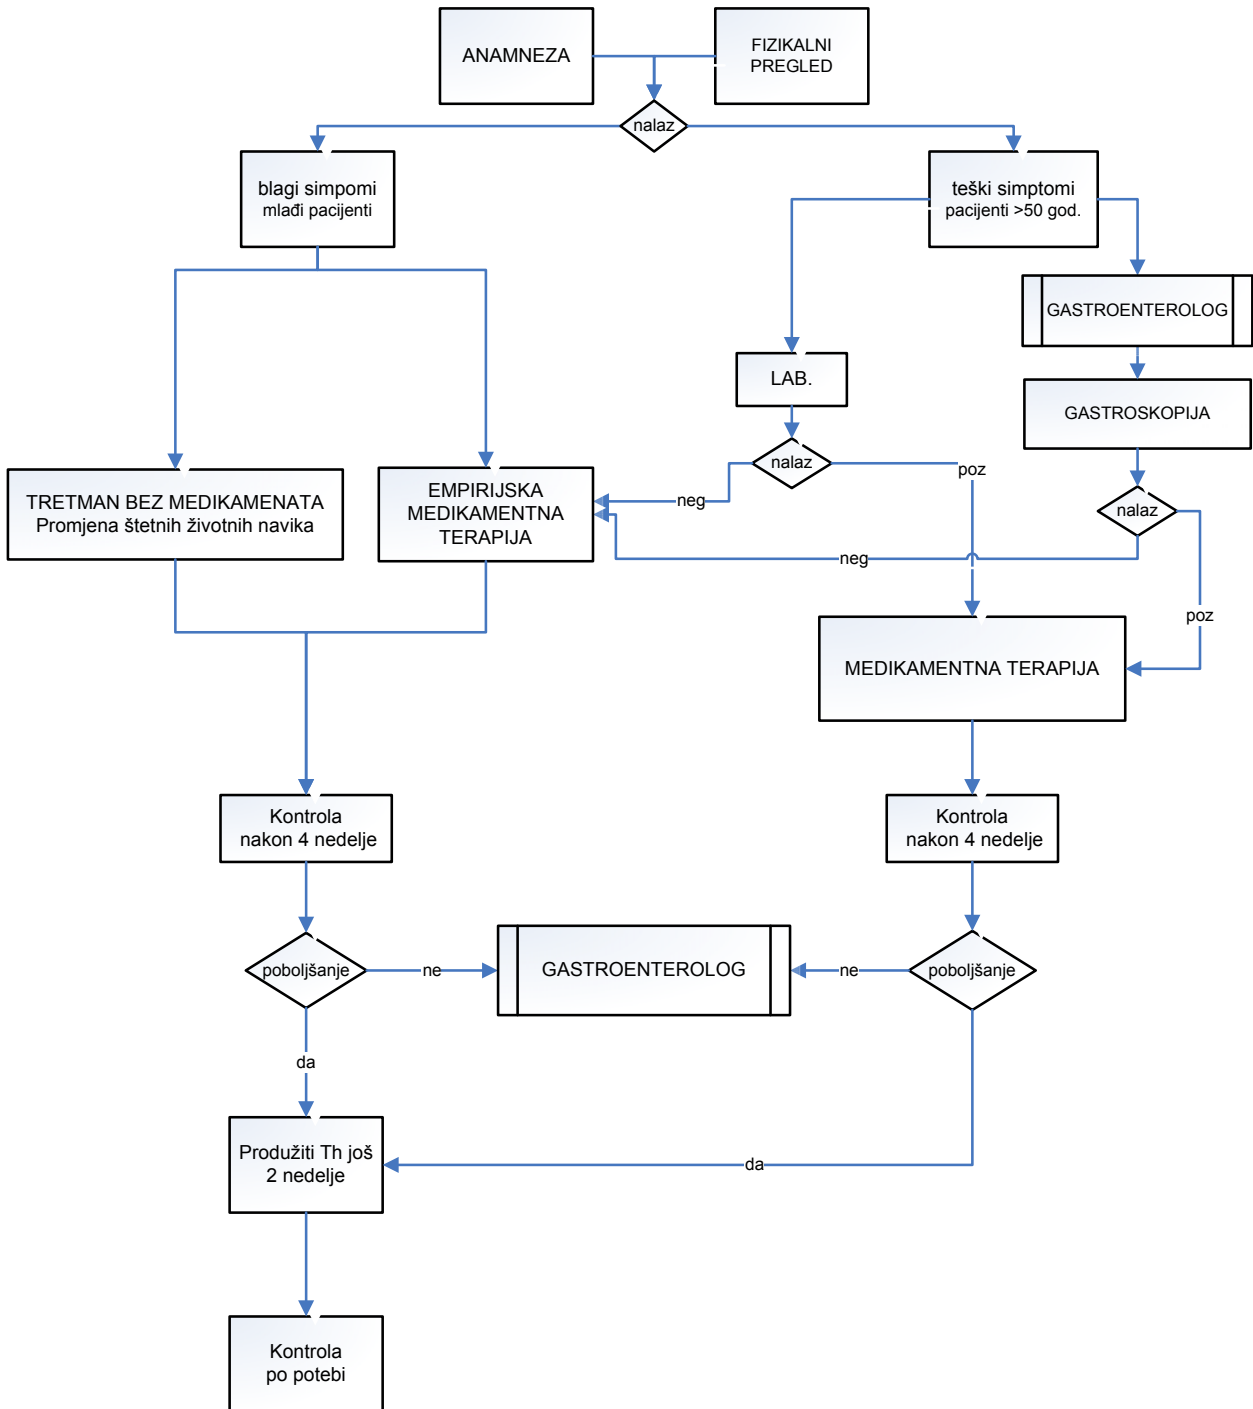 ANAMNEZA
FIZIKALNI
PREGLED
nalaz
blagi simpomi
mlađi pacijenti
teški simptomi
pacijenti >50 god.
GASTROENTEROLOG
LAB.
GASTROSKOPIJA
nalaz
poz
TRETMAN BEZ MEDIKAMENATA
Promjena štetnih životnih navika
EMPIRIJSKA
MEDIKAMENTNA
TERAPIJA
neg
nalaz
neg
poz
MEDIKAMENTNA TERAPIJA
Kontrola
nakon 4 nedelje
Kontrola
nakon 4 nedelje
poboljšanje
ne
GASTROENTEROLOG
ne
poboljšanje
da
Produžiti Th još
2 nedelje
da
Kontrola
po potebi